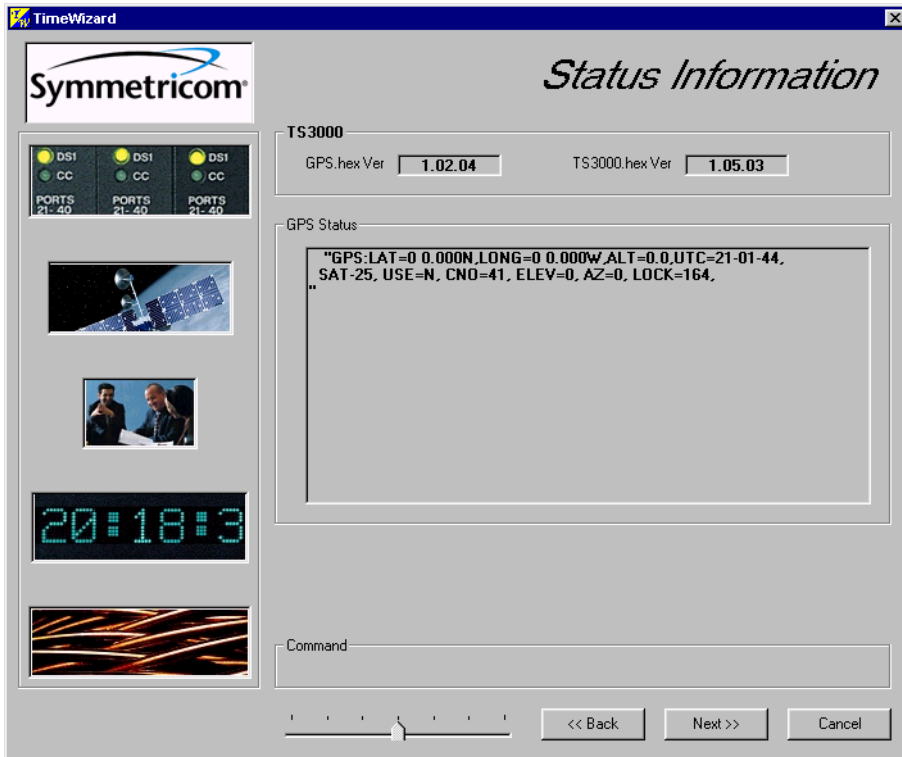 TimeWizard
Symmetricom®
Status Information
DS1 DS1 DS1
CC CC CC
PORTS PORTS PORTS
21- 40 21- 40 21- 40
20:18:3
TS3000
GPS.hex Ver 1.02.04 TS3000.hex Ver 1.05.03
GPS Status
"GPS:LAT=0 0.000N,LONG=0 0.000W,ALT=0.0,UTC=21-01-44,
SAT-25, USE=N, CNO=41, ELEV=0, AZ=0, LOCK=164,
"
Command
<< Back Next >> Cancel